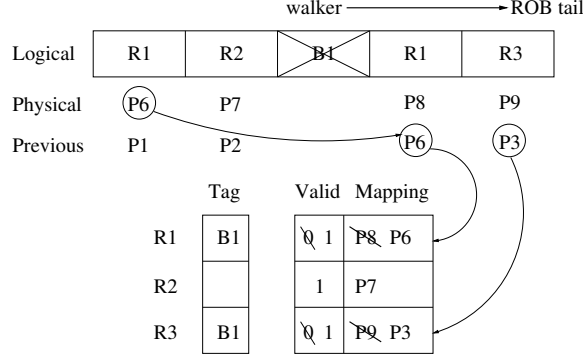 walker ROB tail
Logical R1 R2 B1 R1 R3
Physical P6 P7 P8 P9
Previous P1 P2 P6 P3
Tag Valid Mapping
R1 B1 0 1 P8 P6
R2 1 P7
R3 B1 0 1 P9 P3